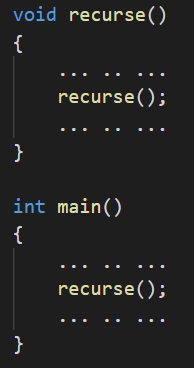 void recurse()
{
    ... .. ...
    recurse();
    ... .. ...
}

int main()
{
    ... .. ...
    recurse();
    ... .. ...
}